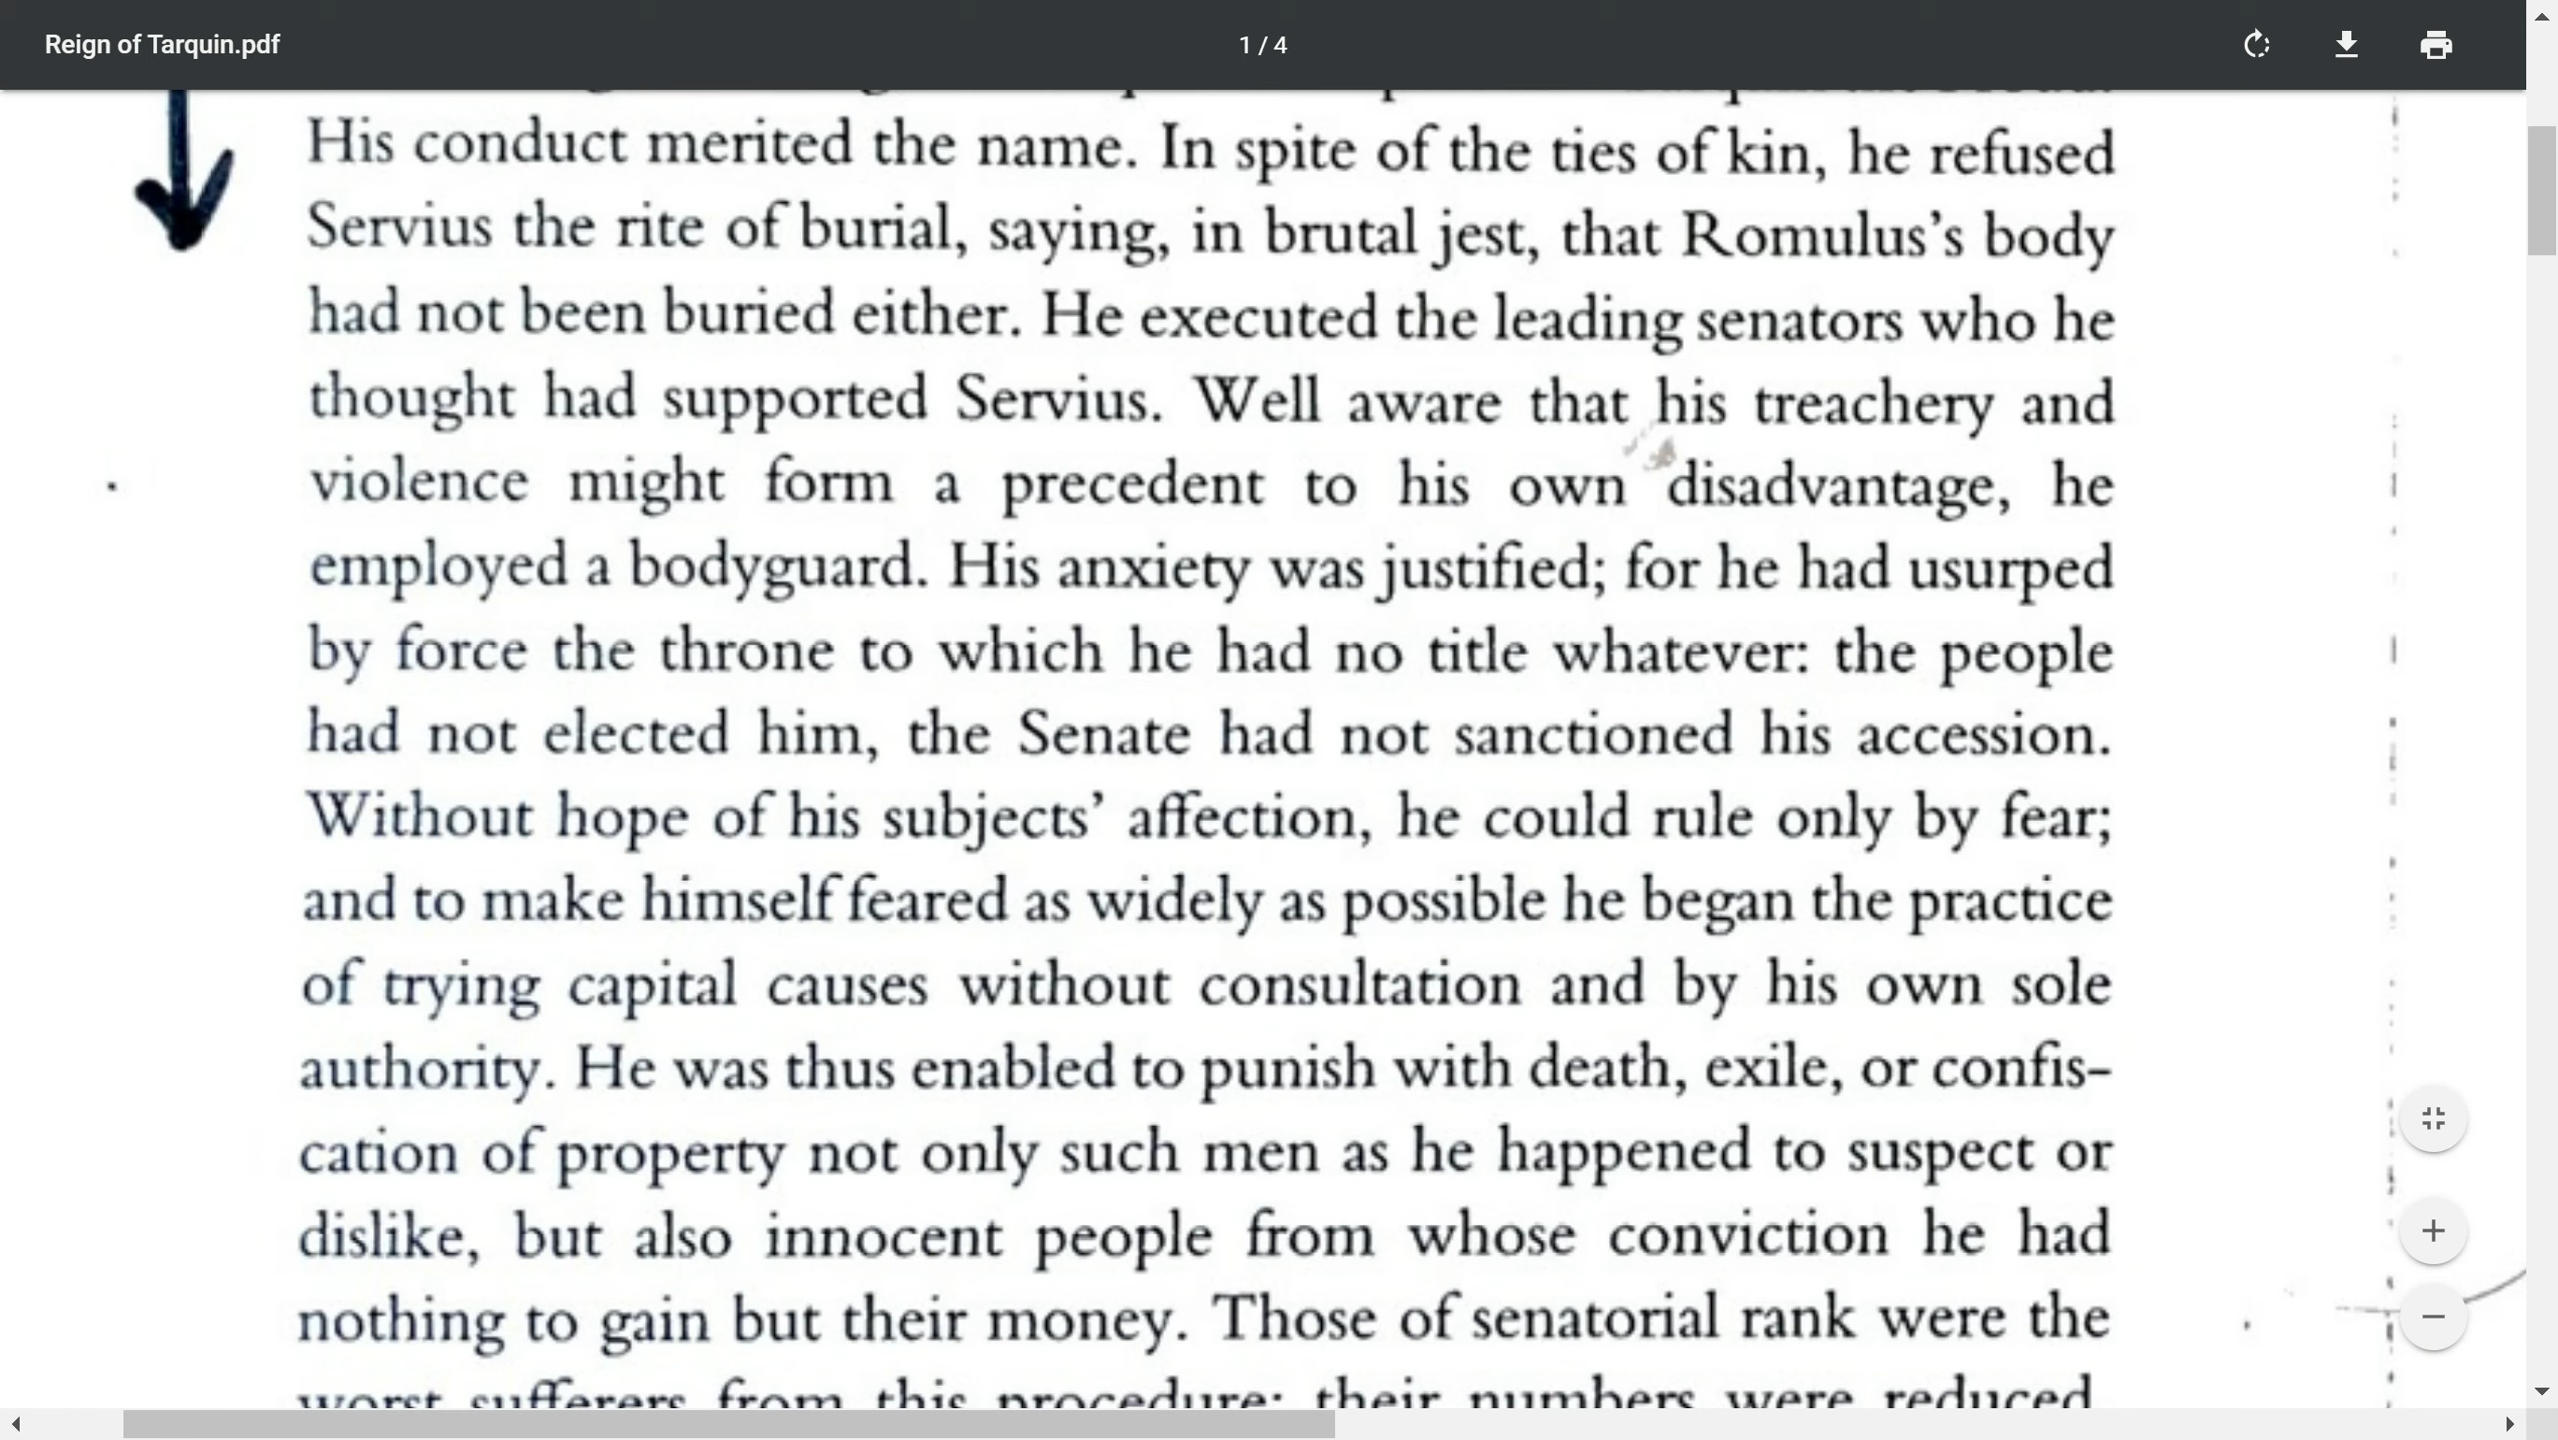 Reign of Tarquin.pdf
1 / 4
His conduct merited the name. In spite of the ties of kin, he refused
Servius the rite of burial, saying, in brutal jest, that Romulus’s body
had not been buried either. He executed the leading senators who he
thought had supported Servius. Well aware that his treachery and
violence might form a precedent to his own disadvantage, he
employed a bodyguard. His anxiety was justified; for he had usurped
by force the throne to which he had no title whatever: the people
had not elected him, the Senate had not sanctioned his accession.
Without hope of his subjects’ affection, he could rule only by fear;
and to make himself feared as widely as possible he began the practice
of trying capital causes without consultation and by his own sole
authority. He was thus enabled to punish with death, exile, or confis-
cation of property not only such men as he happened to suspect or
dislike, but also innocent people from whose conviction he had
nothing to gain but their money. Those of senatorial rank were the
worst sufferers from this procedure; their numbers were reduced,